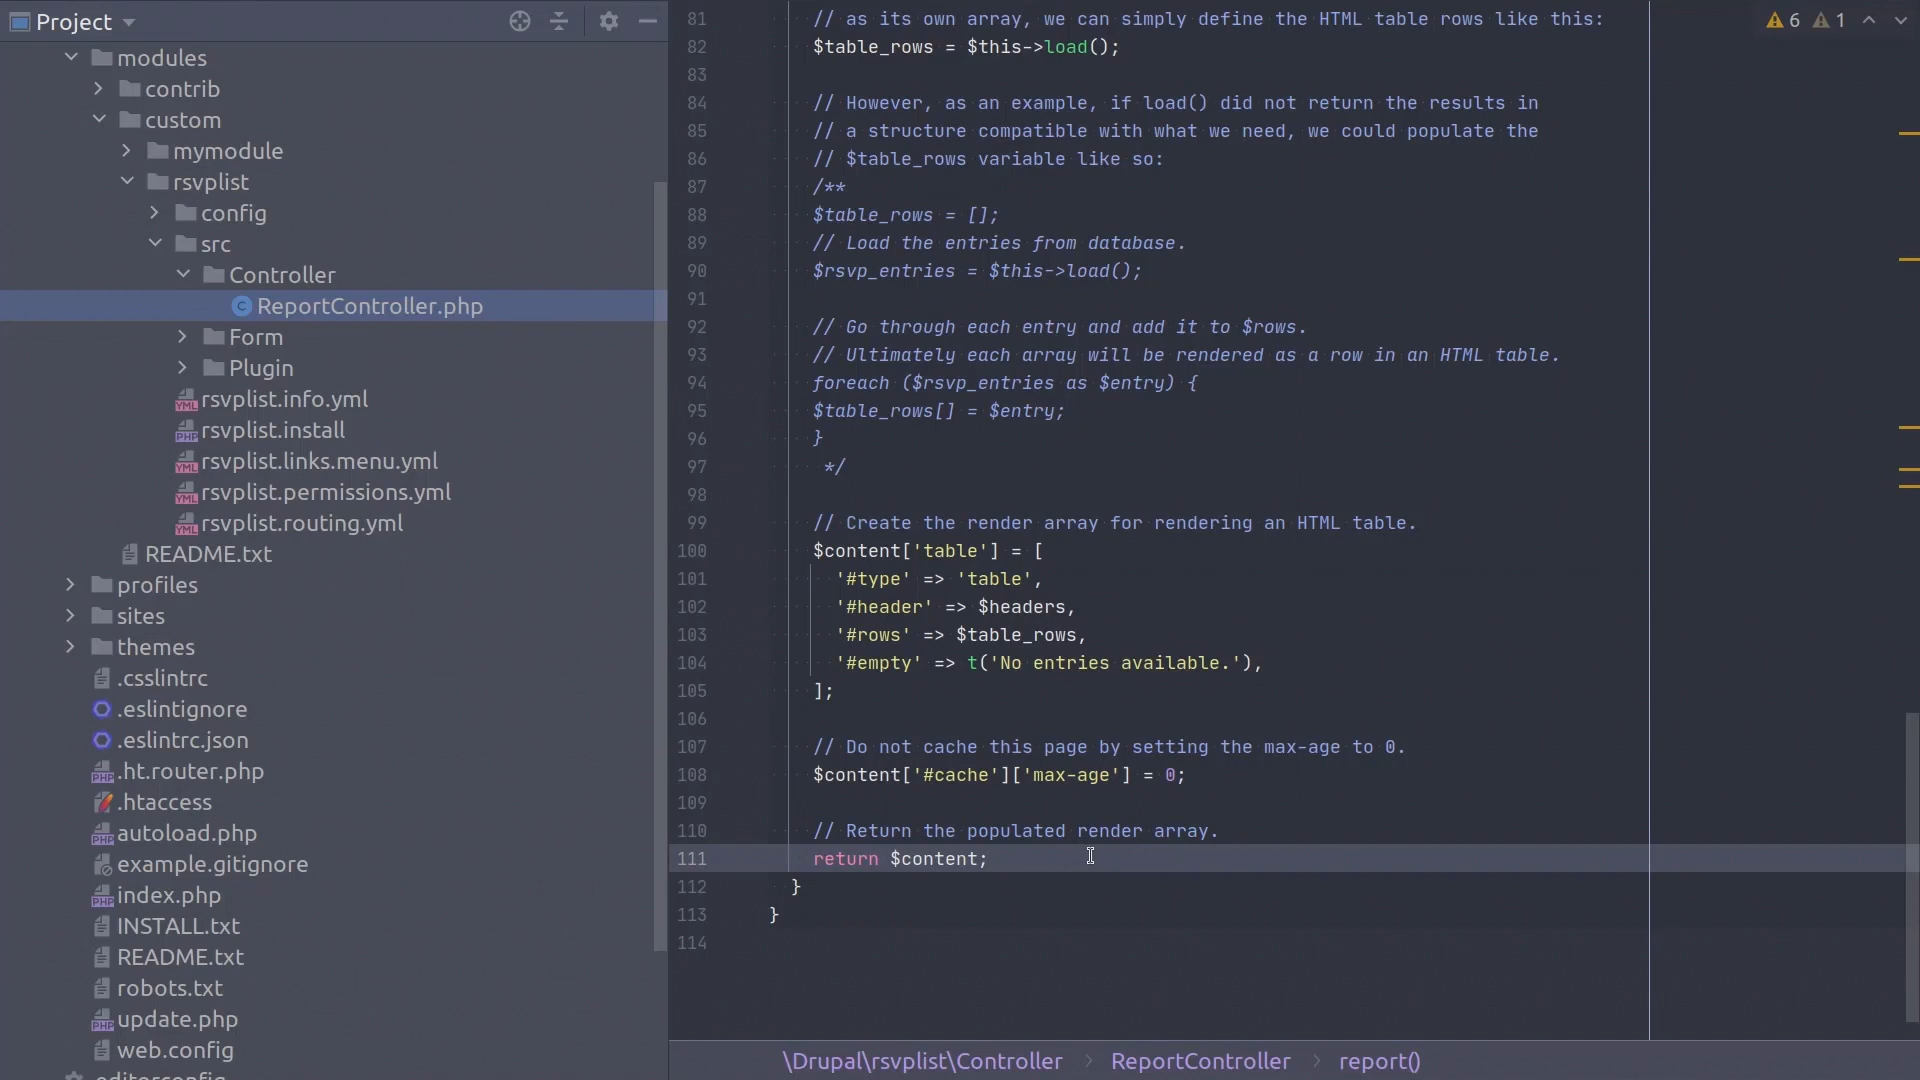 Project
modules
contrib
custom
mymodule
rsvplist
config
src
Controller
ReportController.php
Form
Plugin
rsvplist.info.yml
rsvplist.install
rsvplist.links.menu.yml
rsvplist.permissions.yml
rsvplist.routing.yml
README.txt
profiles
sites
themes
.csslintrc
.eslintignore
.eslintrc.json
.ht.router.php
.htaccess
autoload.php
example.gitignore
index.php
INSTALL.txt
README.txt
robots.txt
update.php
web.config
.editorconfig
6 1
81 // as its own array, we can simply define the HTML table rows like this:
82 $table_rows = $this->load();
83
84 // However, as an example, if load() did not return the results in
85 // a structure compatible with what we need, we could populate the
86 // $table_rows variable like so:
87 /**
88 $table_rows = [];
89 // Load the entries from database.
90 $rsvp_entries = $this->load();
91
92 // Go through each entry and add it to $rows.
93 // Ultimately each array will be rendered as a row in an HTML table.
94 foreach ($rsvp_entries as $entry) {
95 $table_rows[] = $entry;
96 }
97 */
98
99 // Create the render array for rendering an HTML table.
100 $content['table'] = [
101 '#type' => 'table',
102 '#header' => $headers,
103 '#rows' => $table_rows,
104 '#empty' => t('No entries available.'),
105 ];
106
107 // Do not cache this page by setting the max-age to 0.
108 $content['#cache']['max-age'] = 0;
109
110 // Return the populated render array.
111 return $content;
112 }
113 }
114
\Drupal\rsvplist\Controller > ReportController > report()